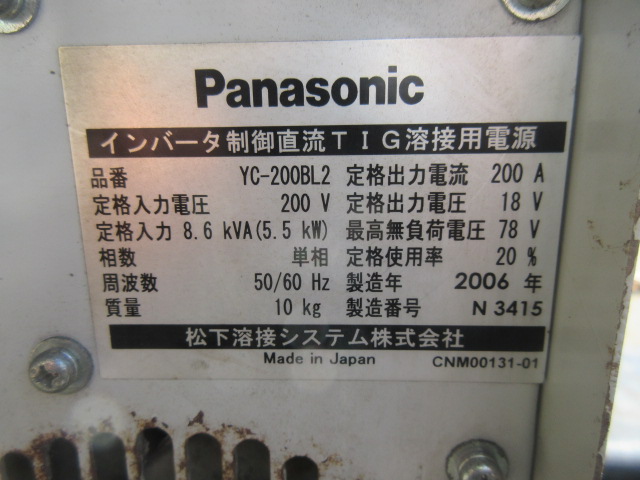 Panasonic
インバータ制御直流TIG溶接用電源
品番 YC-200BL2 定格出力電流 200 A
定格入力電圧 200 V 定格出力電圧 18 V
定格入力 8.6 kVA(5.5 kW) 最高無負荷電圧 78 V
相数 単相 定格使用率 20 %
周波数 50/60 Hz 製造年 2006 年
質量 10 kg 製造番号 N 3415
松下溶接システム株式会社
Made in Japan CNM00131-01